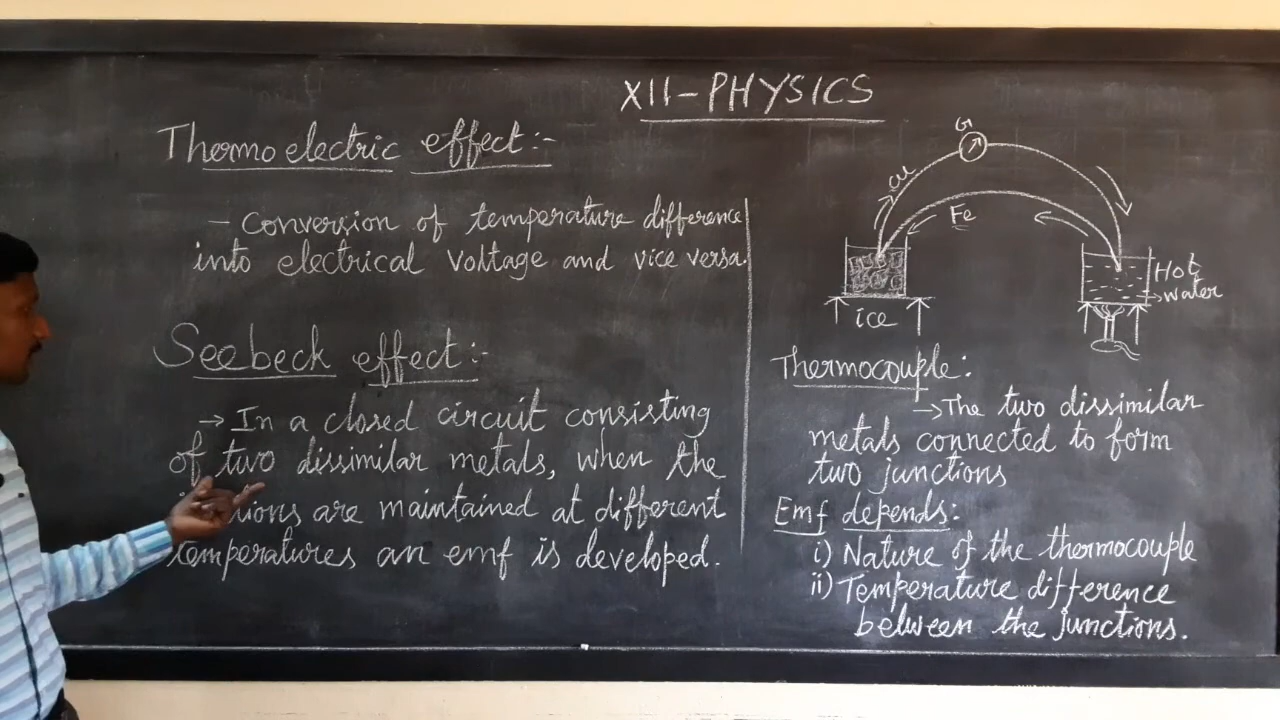 XII-PHYSICS
Thermo electric effect:-
- Conversion of temperature difference
into electrical voltage and vice versa.
Seebeck effect:-
→ In a closed circuit consisting
of two dissimilar metals, when the
are maintained at different
temperatures an emf is developed.
G
Cu
Fe
ice
Hot
→water
Thermocouple:
→The two dissimilar
metals connected to form
two junctions
Emf depends:
i) Nature of the thermocouple
ii) Temperature difference
between the junctions.